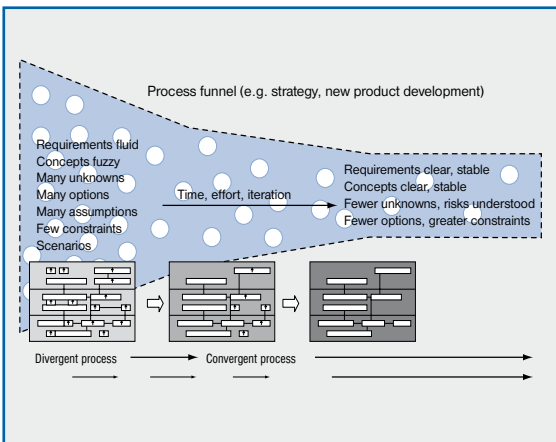 Process funnel (e.g. strategy, new product development)
Requirements fluid
Concepts fuzzy
Many unknowns
Many options
Many assumptions
Few constraints
Scenarios
Time, effort, iteration
Requirements clear, stable
Concepts clear, stable
Fewer unknowns, risks understood
Fewer options, greater constraints
Divergent process
Convergent process